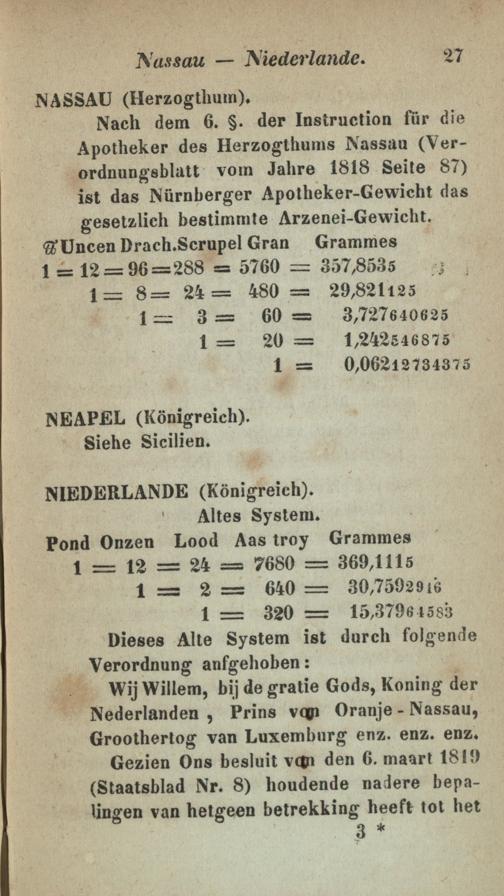 Nassau — Niederlande. 27
NASSAU (Herzogthum).
Nach dem 6. §. der Instruction für die
Apotheker des Herzogthums Nassau (Ver-
ordnungsblatt vom Jahre 1818 Seite 87)
ist das Nürnberger Apotheker-Gewicht das
gesetzlich bestimmte Arzenei-Gewicht.
℔ Uncen Drach. Scrupel Gran Grammes
1 = 12 = 96 = 288 = 5760 = 357,8535
1 = 8 = 24 = 480 = 29,821125
1 = 3 = 60 = 3,727640625
1 = 20 = 1,242546875
1 = 0,06212734375
NEAPEL (Königreich).
Siehe Sicilien.
NIEDERLANDE (Königreich).
Altes System.
Pond Onzen Lood Aas troy Grammes
1 = 12 = 24 = 7680 = 369,1115
1 = 2 = 640 = 30,7592916
1 = 320 = 15,37964583
Dieses Alte System ist durch folgende
Verordnung aufgehoben:
Wij Willem, bij de gratie Gods, Koning der
Nederlanden, Prins van Oranje-Nassau,
Groothertog van Luxemburg enz. enz. enz.
Gezien Ons besluit van den 6. maart 1819
(Staatsblad Nr. 8) houdende nadere bepa-
lingen van hetgeen betrekking heeft tot het
3 *